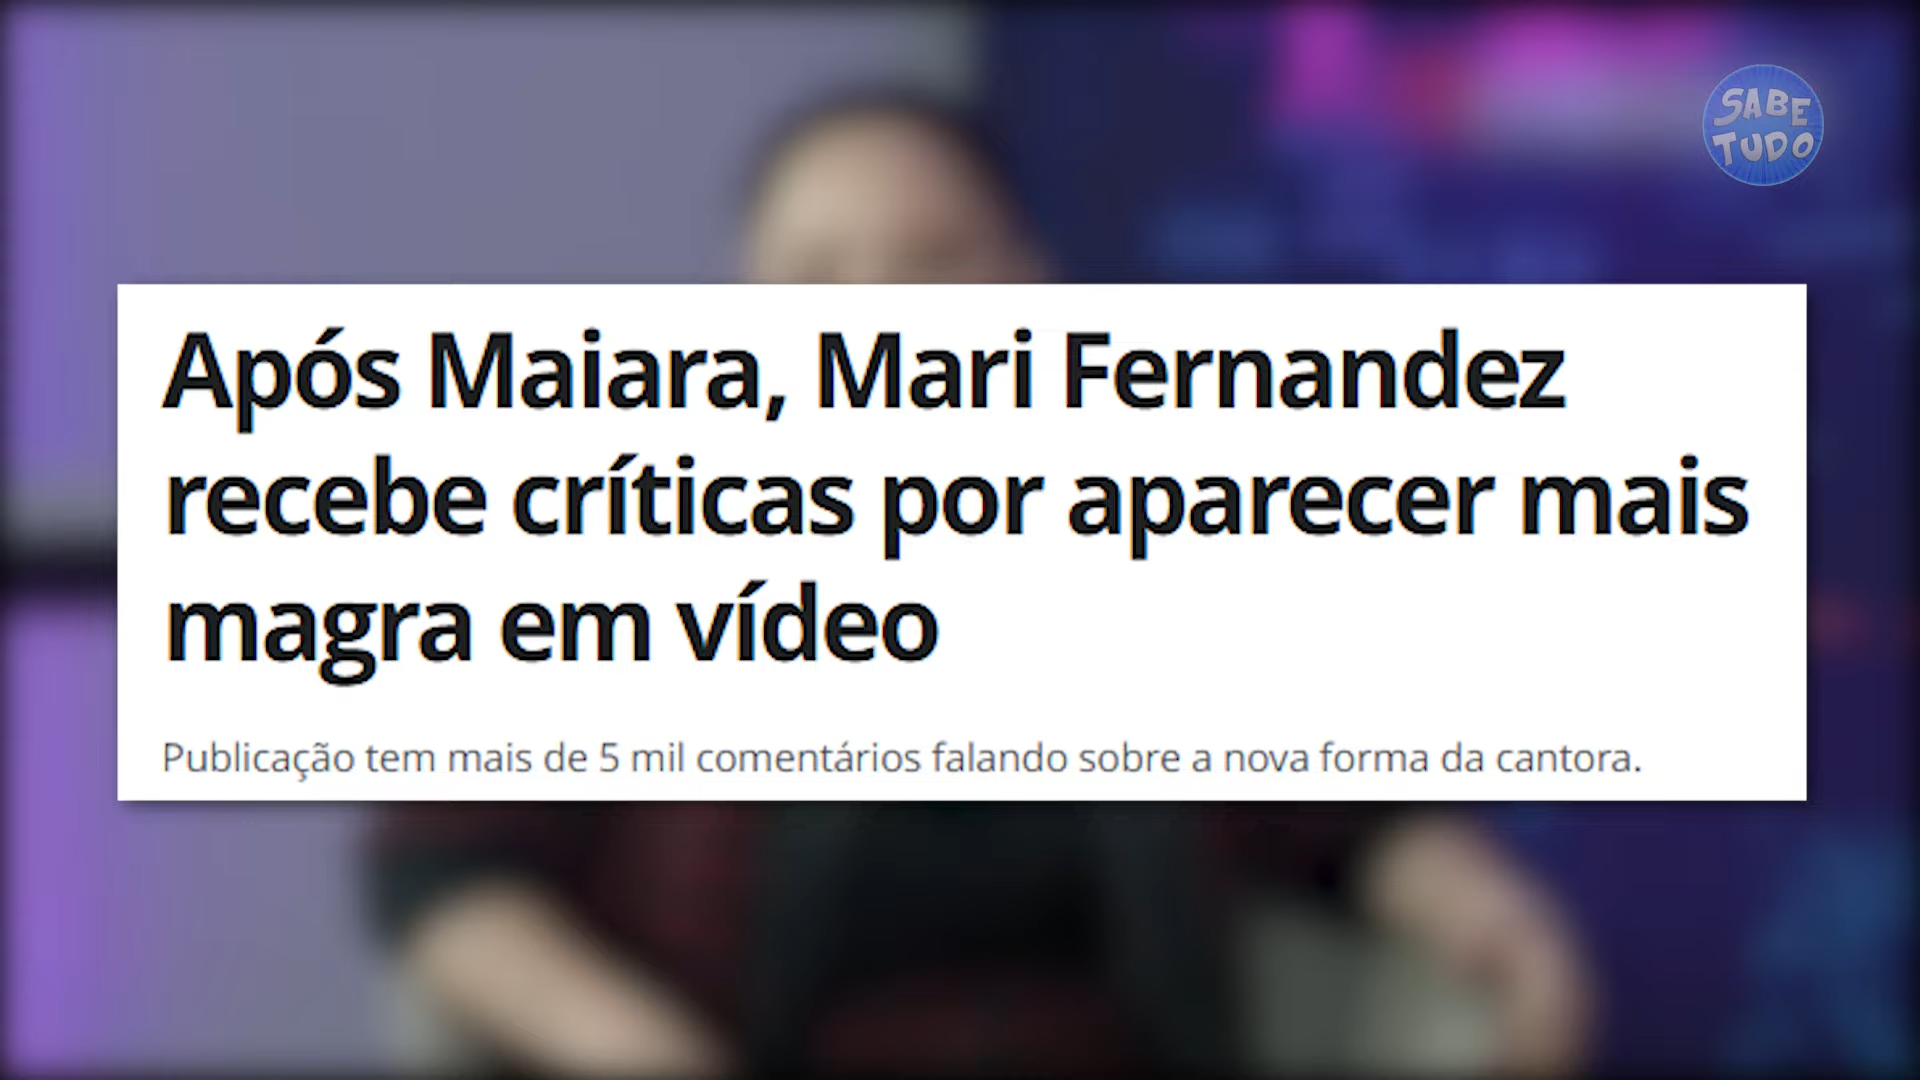 SABE
TUDO
Após Maiara, Mari Fernandez
recebe críticas por aparecer mais
magra em vídeo
Publicação tem mais de 5 mil comentários falando sobre a nova forma da cantora.